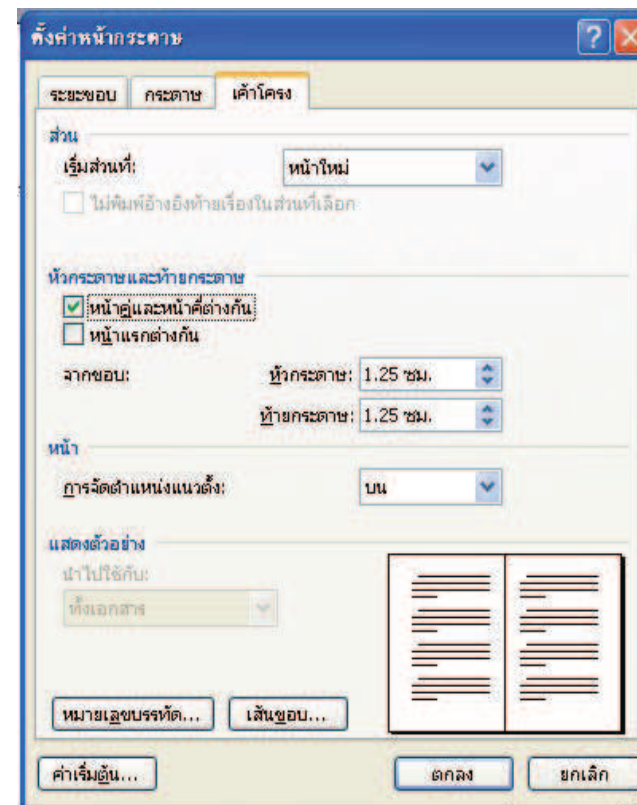 ตั้งค่าหน้ากระดาษ
ระยะขอบ กระดาษ เค้าโครง
ส่วน
เริ่มส่วนที่: หน้าใหม่
ไม่พิมพ์อ้างอิงท้ายเรื่องในส่วนที่เลือก
หัวกระดาษและท้ายกระดาษ
หน้าคู่และหน้าคี่ต่างกัน
หน้าแรกต่างกัน
จากขอบ: หัวกระดาษ: 1.25 ซม.
ท้ายกระดาษ: 1.25 ซม.
หน้า
การจัดตำแหน่งแนวตั้ง: บน
แสดงตัวอย่าง
นำไปใช้กับ:
ทั้งเอกสาร
หมายเลขบรรทัด... เส้นขอบ...
ค่าเริ่มต้น... ตกลง ยกเลิก